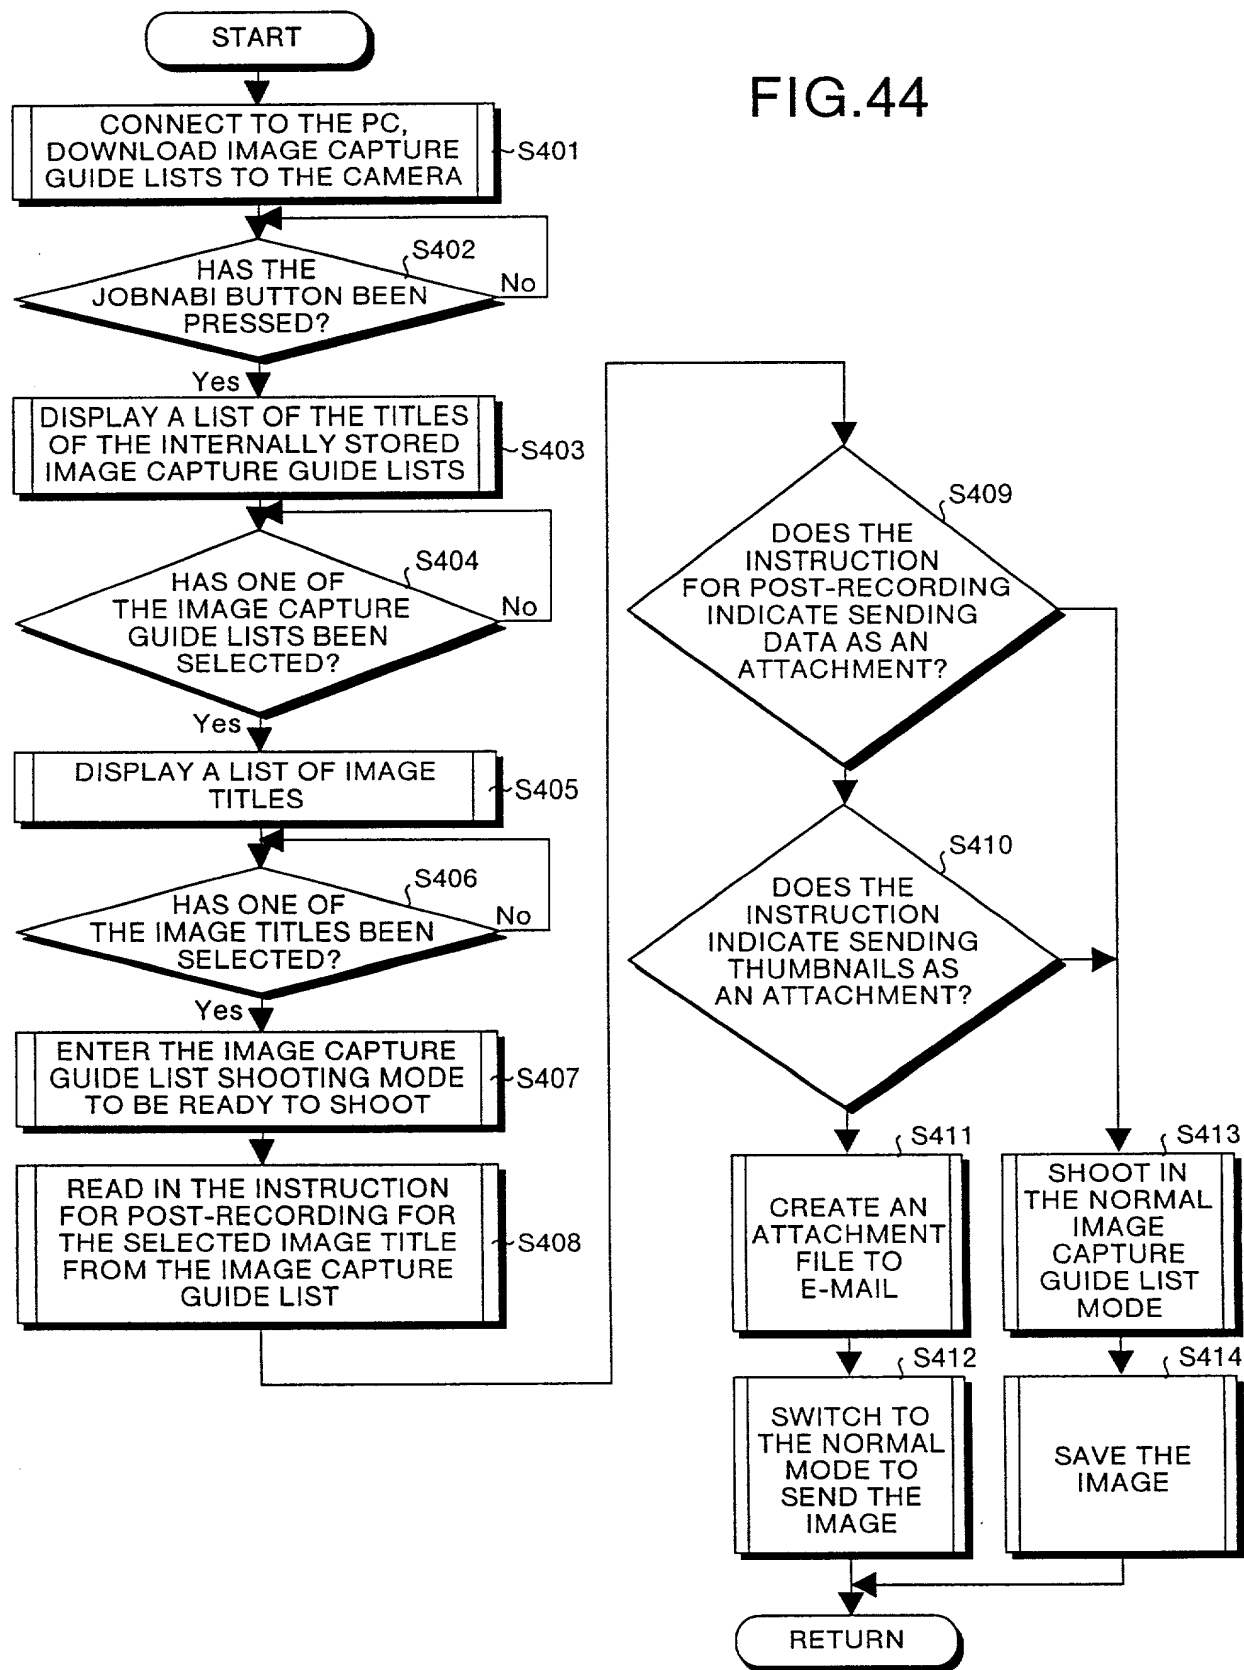 START
FIG.44
CONNECT TO THE PC,
DOWNLOAD IMAGE CAPTURE
GUIDE LISTS TO THE CAMERA
S401
S402
HAS THE
JOBNABI BUTTON BEEN
PRESSED?
No
Yes
DISPLAY A LIST OF THE TITLES
OF THE INTERNALLY STORED
IMAGE CAPTURE GUIDE LISTS
S403
S404
HAS ONE OF
THE IMAGE CAPTURE
GUIDE LISTS BEEN
SELECTED?
No
Yes
DISPLAY A LIST OF IMAGE
TITLES
S405
S406
HAS ONE OF
THE IMAGE TITLES BEEN
SELECTED?
No
Yes
ENTER THE IMAGE CAPTURE
GUIDE LIST SHOOTING MODE
TO BE READY TO SHOOT
S407
READ IN THE INSTRUCTION
FOR POST-RECORDING FOR
THE SELECTED IMAGE TITLE
FROM THE IMAGE CAPTURE
GUIDE LIST
S408
S409
DOES THE
INSTRUCTION
FOR POST-RECORDING
INDICATE SENDING
DATA AS AN
ATTACHMENT?
S410
DOES THE
INSTRUCTION
INDICATE SENDING
THUMBNAILS AS
AN ATTACHMENT?
S411
CREATE AN
ATTACHMENT
FILE TO
E-MAIL
S412
SWITCH TO
THE NORMAL
MODE TO
SEND THE
IMAGE
S413
SHOOT IN
THE NORMAL
IMAGE
CAPTURE
GUIDE LIST
MODE
S414
SAVE THE
IMAGE
RETURN